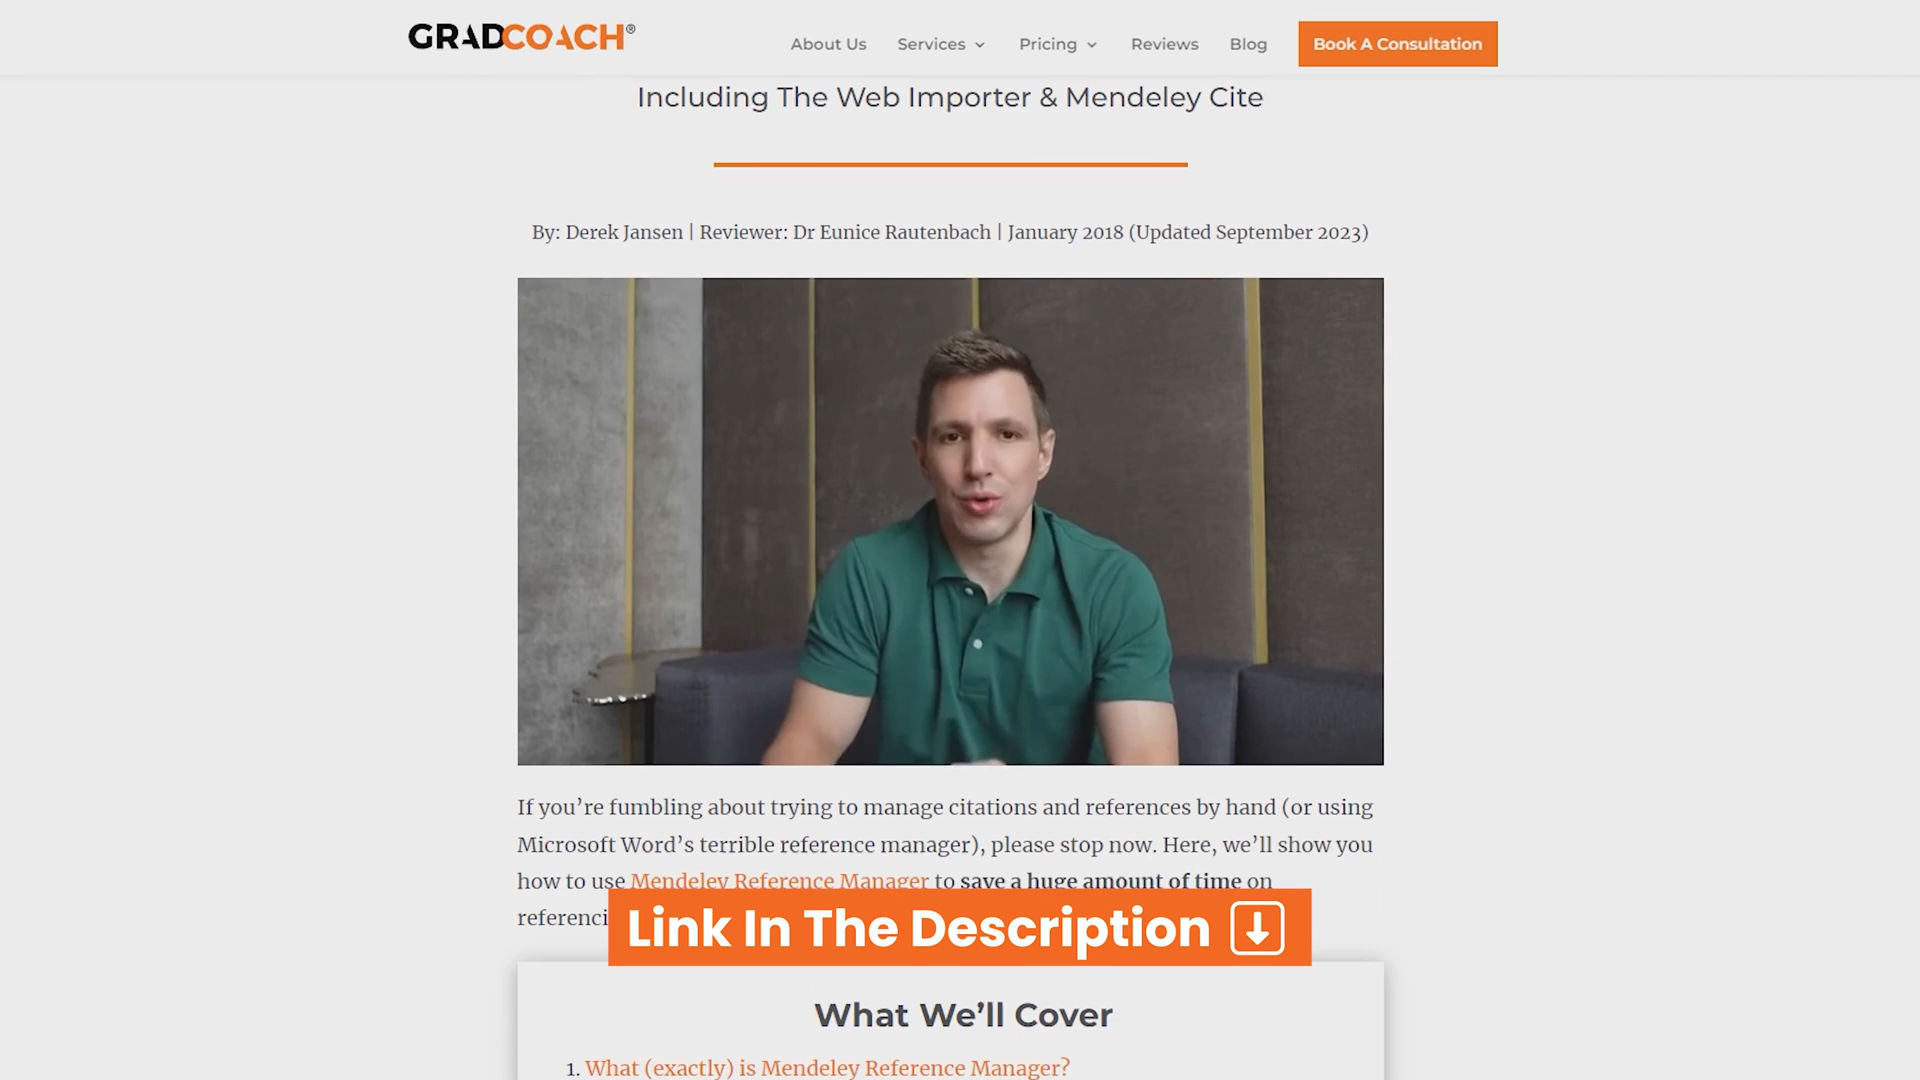 GRADCOACH®
About Us
Services
Pricing
Reviews
Blog
Book A Consultation
Including The Web Importer & Mendeley Cite
By: Derek Jansen | Reviewer: Dr Eunice Rautenbach | January 2018 (Updated September 2023)
If you’re fumbling about trying to manage citations and references by hand (or using
Microsoft Word’s terrible reference manager), please stop now. Here, we’ll show you
how to use Mendeley Reference Manager to save a huge amount of time on
referenci
Link In The Description
What We’ll Cover
1. What (exactly) is Mendeley Reference Manager?